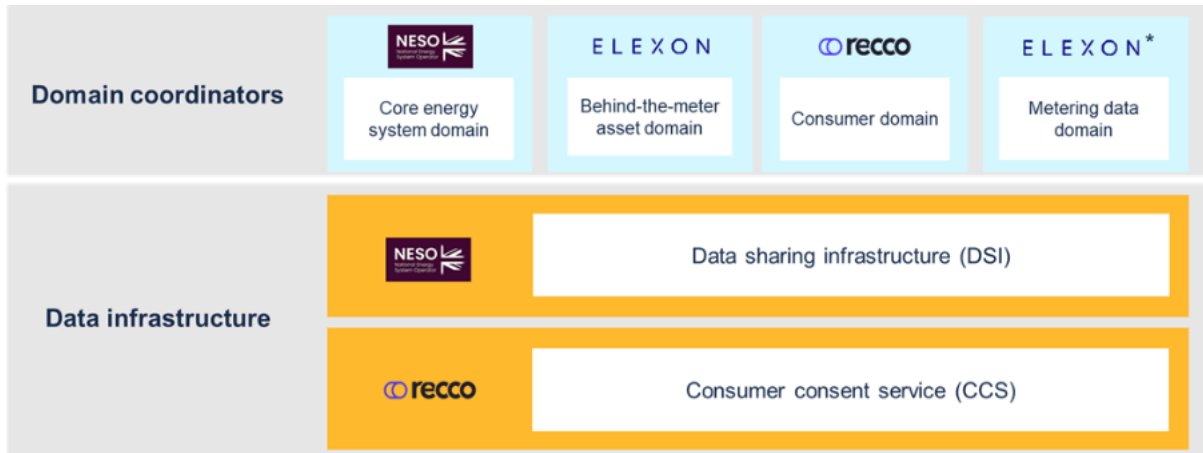 Domain coordinators
NESO
National Energy
System Operator
Core energy
system domain
ELEXON
Behind-the-meter
asset domain
recco
Consumer domain
ELEXON*
Metering data
domain
Data infrastructure
NESO
National Energy
System Operator
Data sharing infrastructure (DSI)
recco
Consumer consent service (CCS)